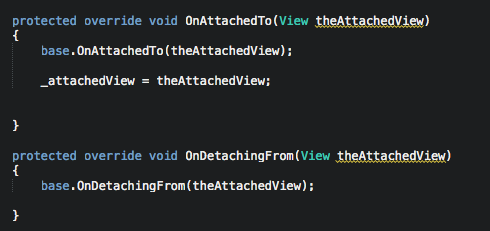 protected override void OnAttachedTo(View theAttachedView)
{
base.OnAttachedTo(theAttachedView);
_attachedView = theAttachedView;
}
protected override void OnDetachingFrom(View theAttachedView)
{
base.OnDetachingFrom(theAttachedView);
}